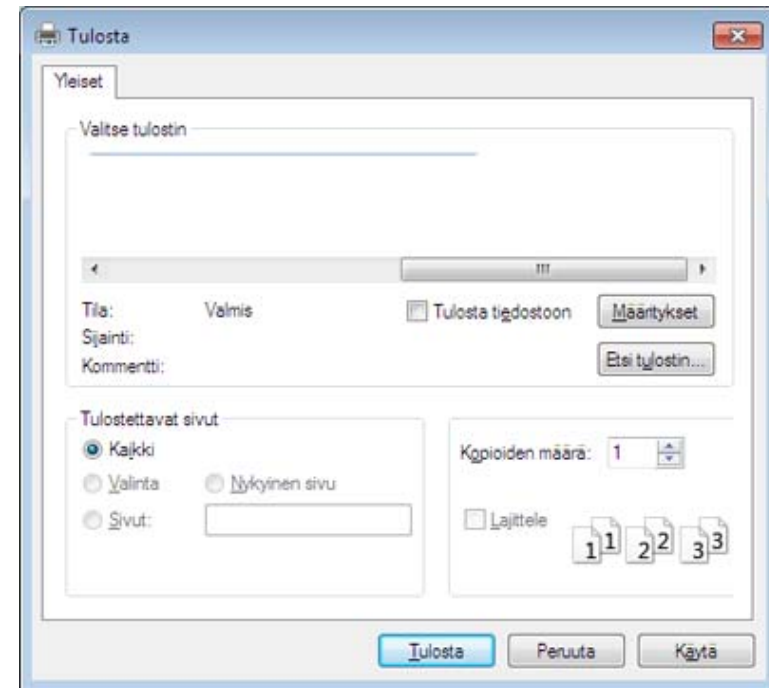 Tulosta
Yleiset
Valitse tulostin
Tila: Valmis
Tulosta tiedostoon
Määritykset
Sijainti:
Kommentti:
Etsi tulostin...
Tulostettavat sivut
Kaikki
Valinta
Nykyinen sivu
Sivut:
Kopioiden määrä: 1
Lajittele
1 1 2 2 3 3
Tulosta
Peruuta
Käytä